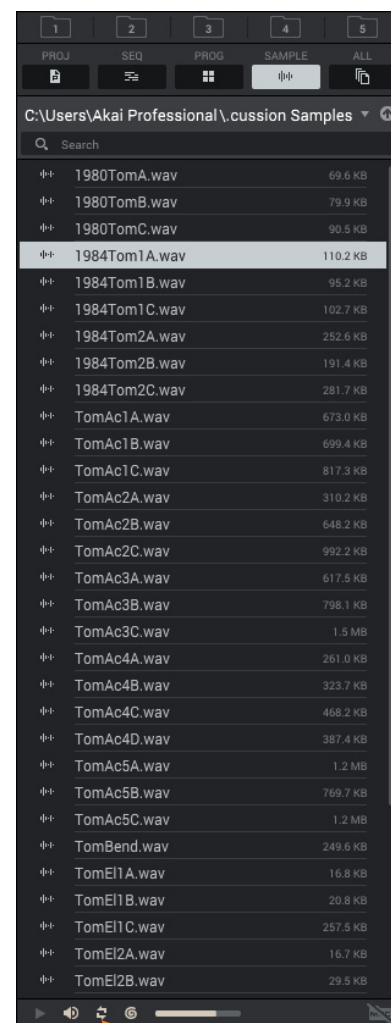 1 2 3 4 5
PROJ SEQ PROG SAMPLE ALL
C:\Users\Akai Professional\.cussion Samples
Search
1980TomA.wav 69.6 KB
1980TomB.wav 79.9 KB
1980TomC.wav 90.5 KB
1984Tom1A.wav 110.2 KB
1984Tom1B.wav 95.2 KB
1984Tom1C.wav 102.7 KB
1984Tom2A.wav 252.6 KB
1984Tom2B.wav 191.4 KB
1984Tom2C.wav 281.7 KB
TomAc1A.wav 673.0 KB
TomAc1B.wav 699.4 KB
TomAc1C.wav 817.3 KB
TomAc2A.wav 310.2 KB
TomAc2B.wav 648.2 KB
TomAc2C.wav 992.2 KB
TomAc3A.wav 617.5 KB
TomAc3B.wav 798.1 KB
TomAc3C.wav 1.5 MB
TomAc4A.wav 261.0 KB
TomAc4B.wav 323.7 KB
TomAc4C.wav 468.2 KB
TomAc4D.wav 387.4 KB
TomAc5A.wav 1.2 MB
TomAc5B.wav 769.7 KB
TomAc5C.wav 1.2 MB
TomBend.wav 249.6 KB
TomEl1A.wav 16.8 KB
TomEl1B.wav 20.8 KB
TomEl1C.wav 257.5 KB
TomEl2A.wav 16.7 KB
TomEl2B.wav 29.5 KB